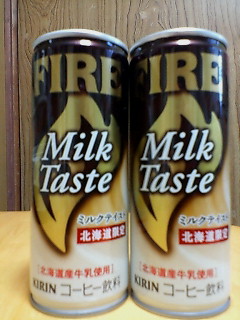 FIRE
Milk
Taste
ミルクテイスト
北海道限定
[北海道産牛乳使用]
KIRIN コーヒー飲料
FIRE
Milk
Taste
ミルクテイスト
北海道限定
[北海道産牛乳使用]
KIRIN コーヒー飲料